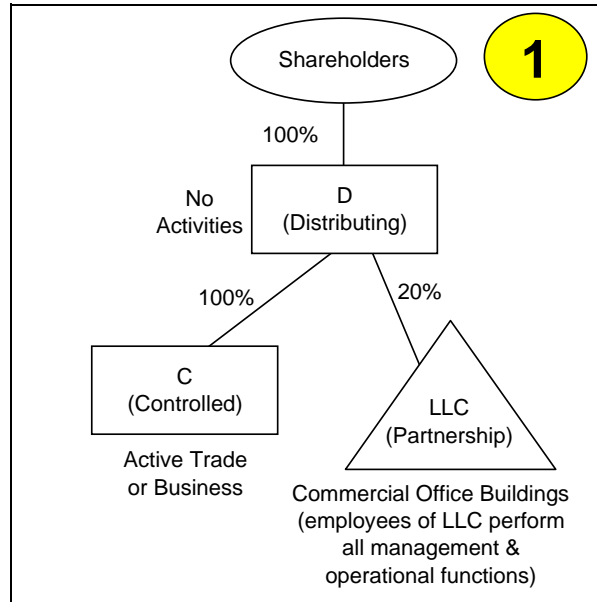 Shareholders
1
100%
No
Activities
D
(Distributing)
100%
20%
C
(Controlled)
LLC
(Partnership)
Active Trade
or Business
Commercial Office Buildings
(employees of LLC perform
all management &
operational functions)